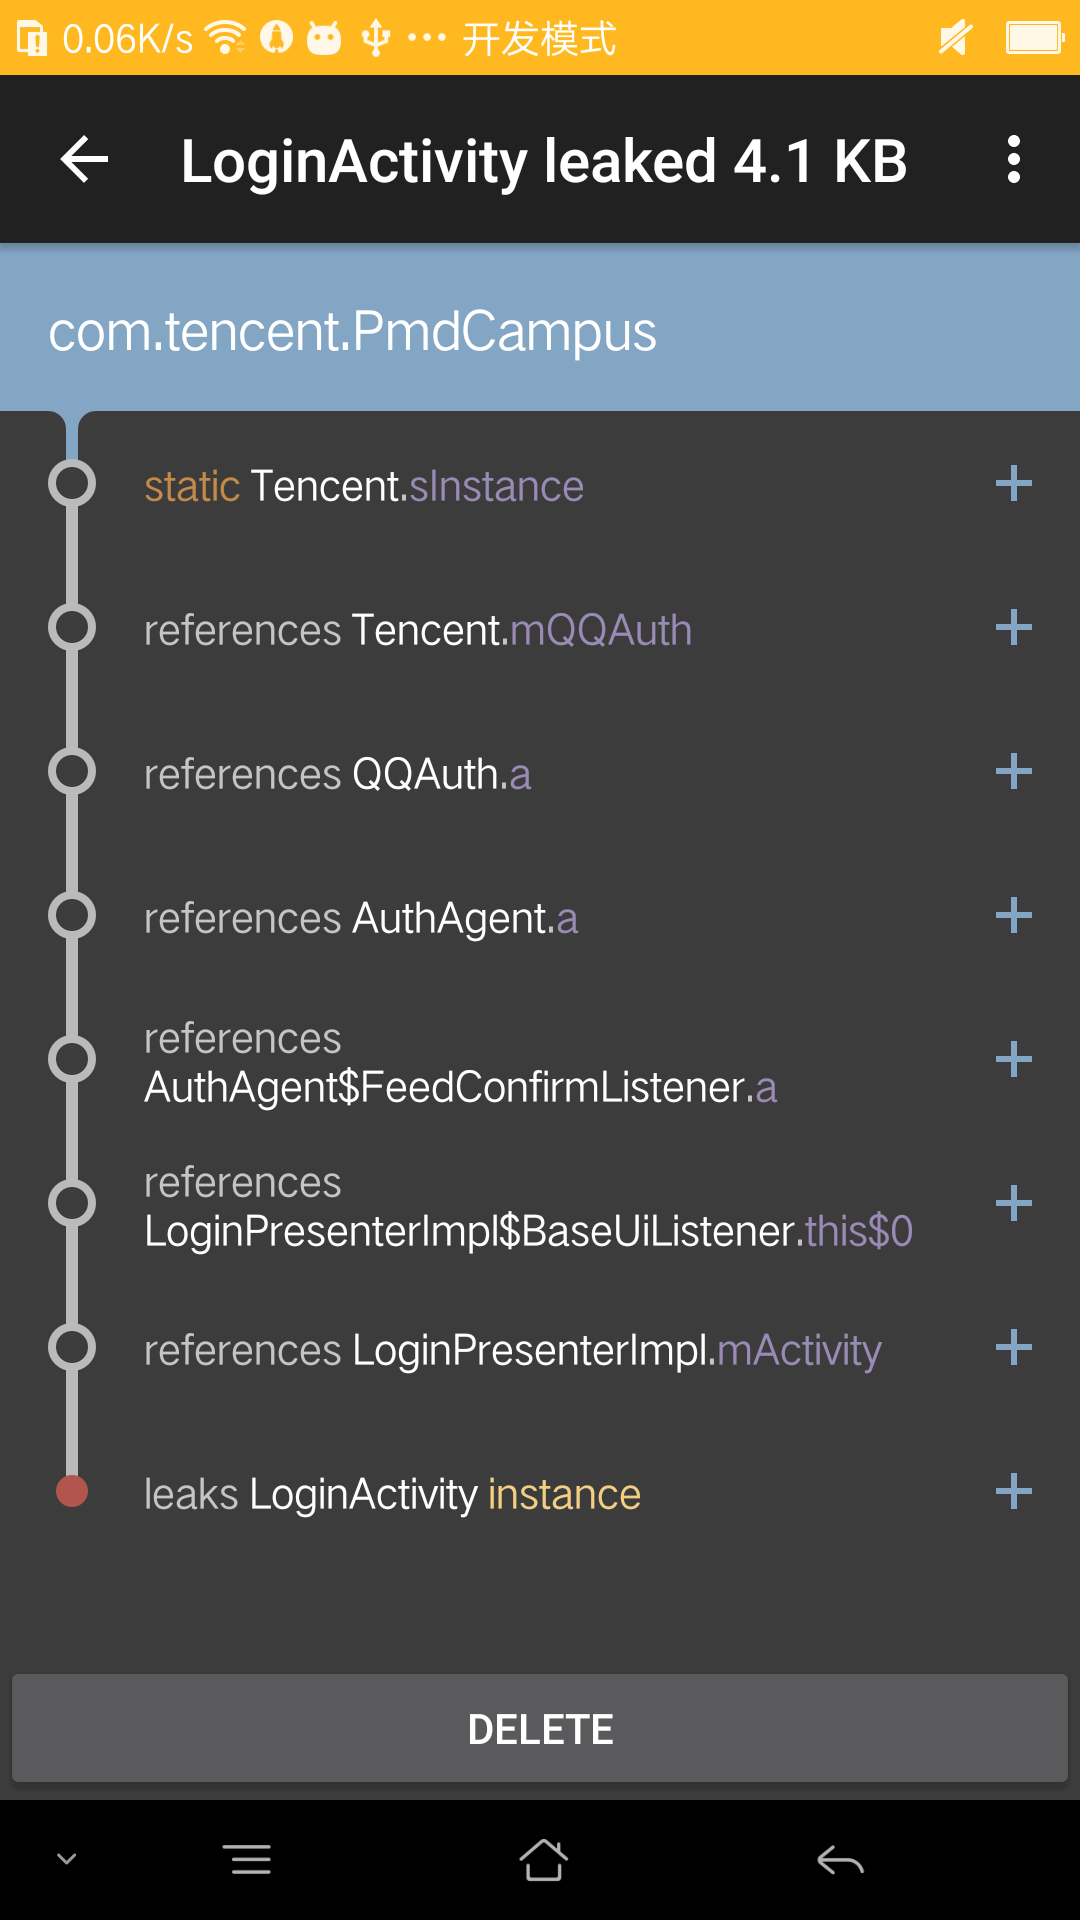 0.06K/s ··· 开发模式
LoginActivity leaked 4.1 KB
com.tencent.PmdCampus
static Tencent.sInstance
references Tencent.mQQAuth
references QQAuth.a
references AuthAgent.a
references
AuthAgent$FeedConfirmListener.a
references
LoginPresenterImpl$BaseUiListener.this$0
references LoginPresenterImpl.mActivity
leaks LoginActivity instance
DELETE